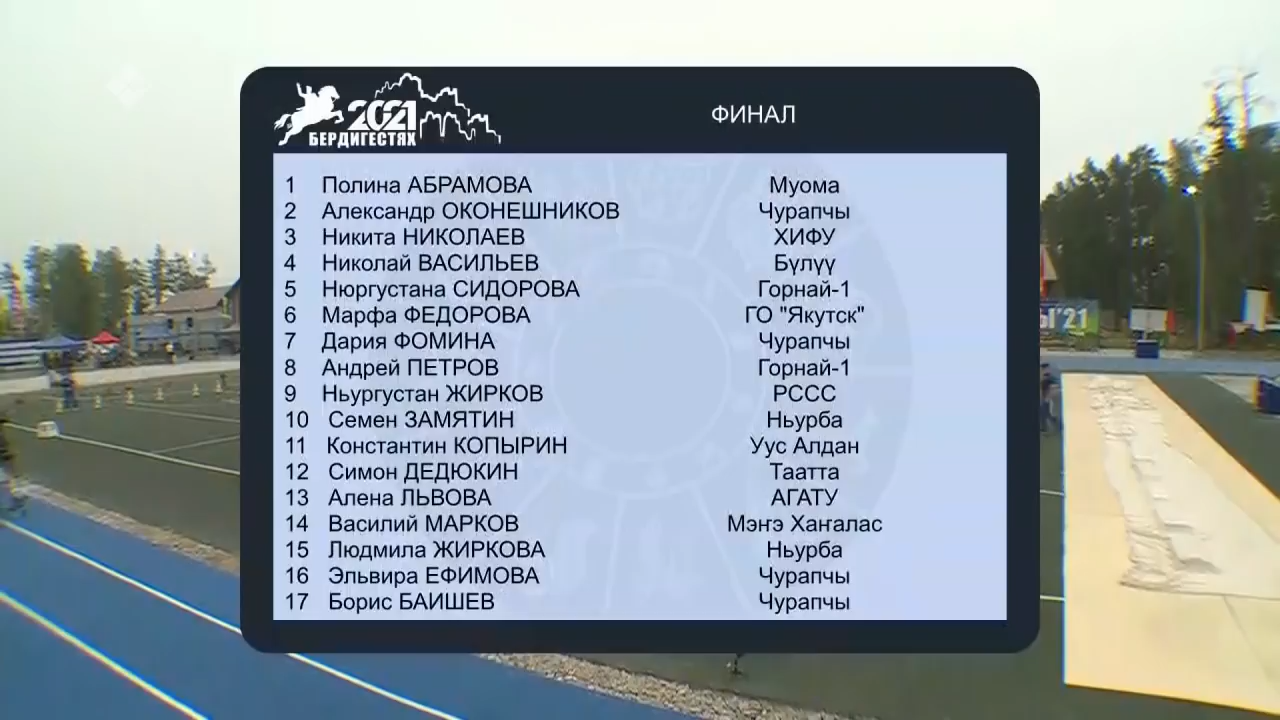 2021
БЕРДИГЕСТЯХ
ФИНАЛ
1 Полина АБРАМОВА Муома
2 Александр ОКОНЕШНИКОВ Чурапчы
3 Никита НИКОЛАЕВ ХИФУ
4 Николай ВАСИЛЬЕВ Бүлүү
5 Нюргустана СИДОРОВА Горнай-1
6 Марфа ФЕДОРОВА ГО "Якутск"
7 Дария ФОМИНА Чурапчы
8 Андрей ПЕТРОВ Горнай-1
9 Ньургустан ЖИРКОВ РССС
10 Семен ЗАМЯТИН Ньурба
11 Константин КОПЫРИН Уус Алдан
12 Симон ДЕДЮКИН Таатта
13 Алена ЛЬВОВА АГАТУ
14 Василий МАРКОВ Мэҥэ Хаҥалас
15 Людмила ЖИРКОВА Ньурба
16 Эльвира ЕФИМОВА Чурапчы
17 Борис БАИШЕВ Чурапчы
Ы'21